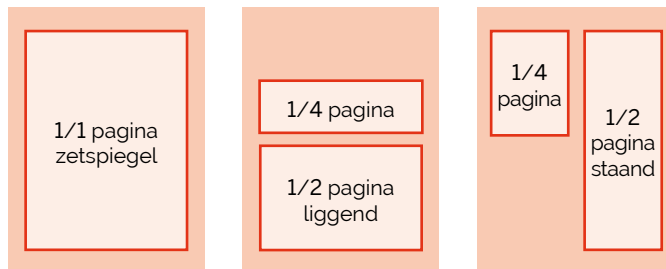 1/1 pagina
zetspiegel
1/4 pagina
1/2 pagina
liggend
1/4
pagina
1/2
pagina
staand